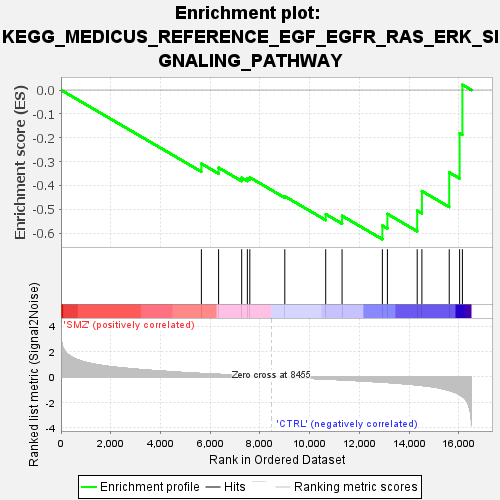 Enrichment plot:
KEGG_MEDICUS_REFERENCE_EGF_EGFR_RAS_ERK_SI
GNALING_PATHWAY
Enrichment score (ES)
0.0
-0.1
-0.2
-0.3
-0.4
-0.5
-0.6
'SMZ' (positively correlated)
Ranked list metric (Signal2Noise)
4
2
0
-2
-4
Zero cross at 8455
'CTRL' (negatively correlated)
0
2,000
4,000
6,000
8,000
10,000
12,000
14,000
16,000
Rank in Ordered Dataset
Enrichment profile
Hits
Ranking metric scores